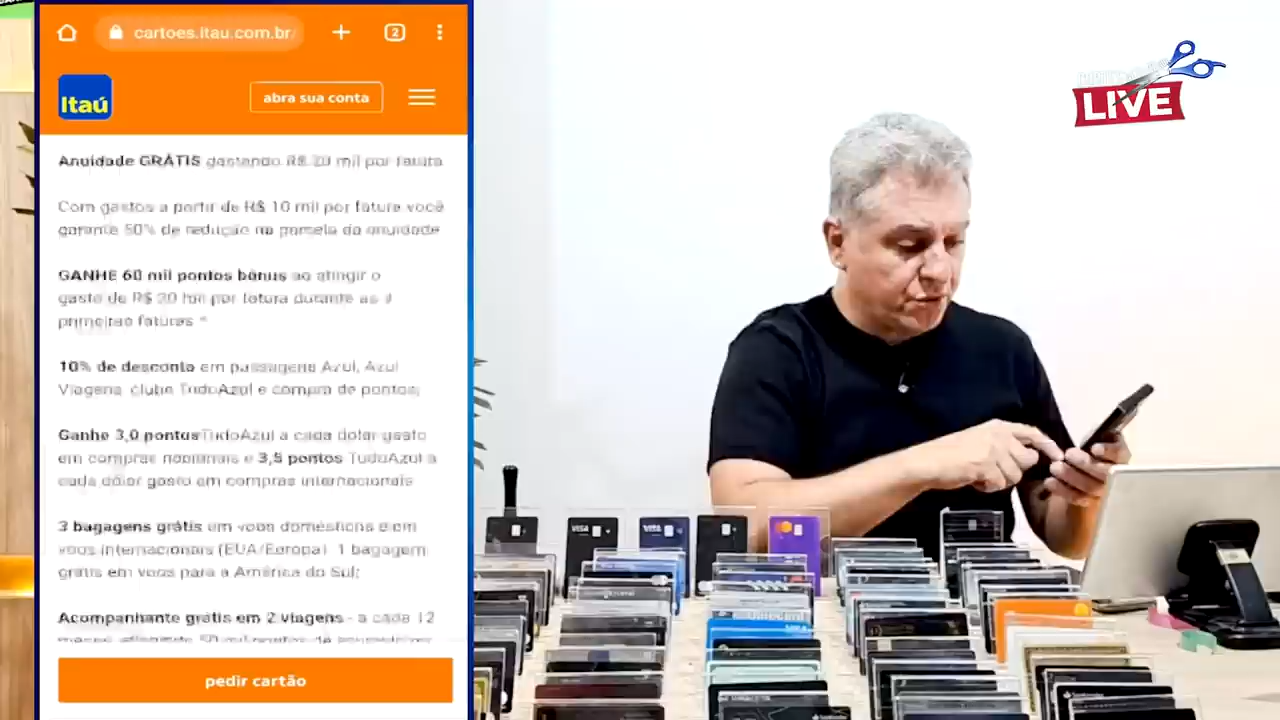 cartoes.itau.com.br/
2
Itaú
abra sua conta
Anuidade GRÁTIS gastando R$ 20 mil por fatura
Com gastos a partir de R$ 10 mil por fatura você
garante 50% de redução na parcela da anuidade
GANHE 60 mil pontos bônus ao atingir o
gasto de R$ 20 mil por fatura durante as
primeiras faturas *
10% de desconto em passagens Azul, Azul
Viagens, clube TudoAzul e compra de pontos;
Ganhe 3,0 pontos TudoAzul a cada dólar gasto
em compras nacionais e 3,5 pontos TudoAzul a
cada dólar gasto em compras internacionais
3 bagagens grátis em voos domésticos e em
voos internacionais (EUA/Europa). 1 bagagem
grátis em voos para a América do Sul;
Acompanhante grátis em 2 viagens - a cada 12
pedir cartão
LIVE
VISA
VISA